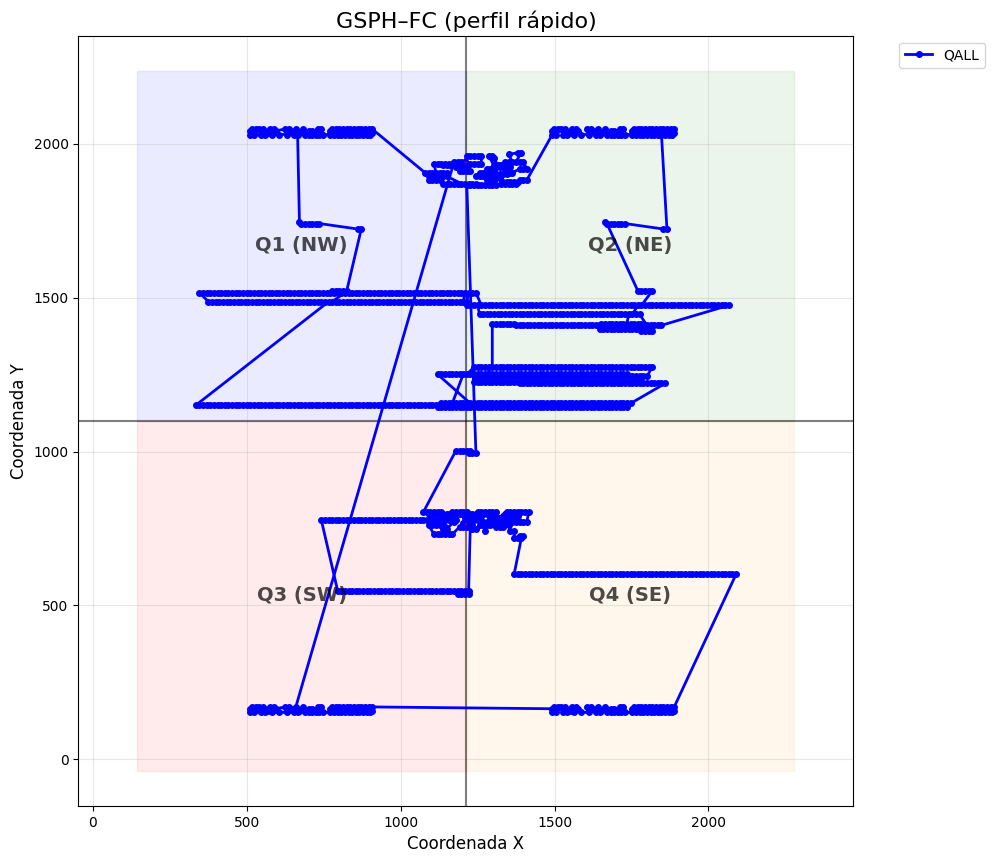 GSPH–FC (perfil rápido)
QALL
2000
1500
1000
500
0
Q1 (NW)
Q2 (NE)
Q3 (SW)
Q4 (SE)
0
500
1000
1500
2000
Coordenada X
Coordenada Y